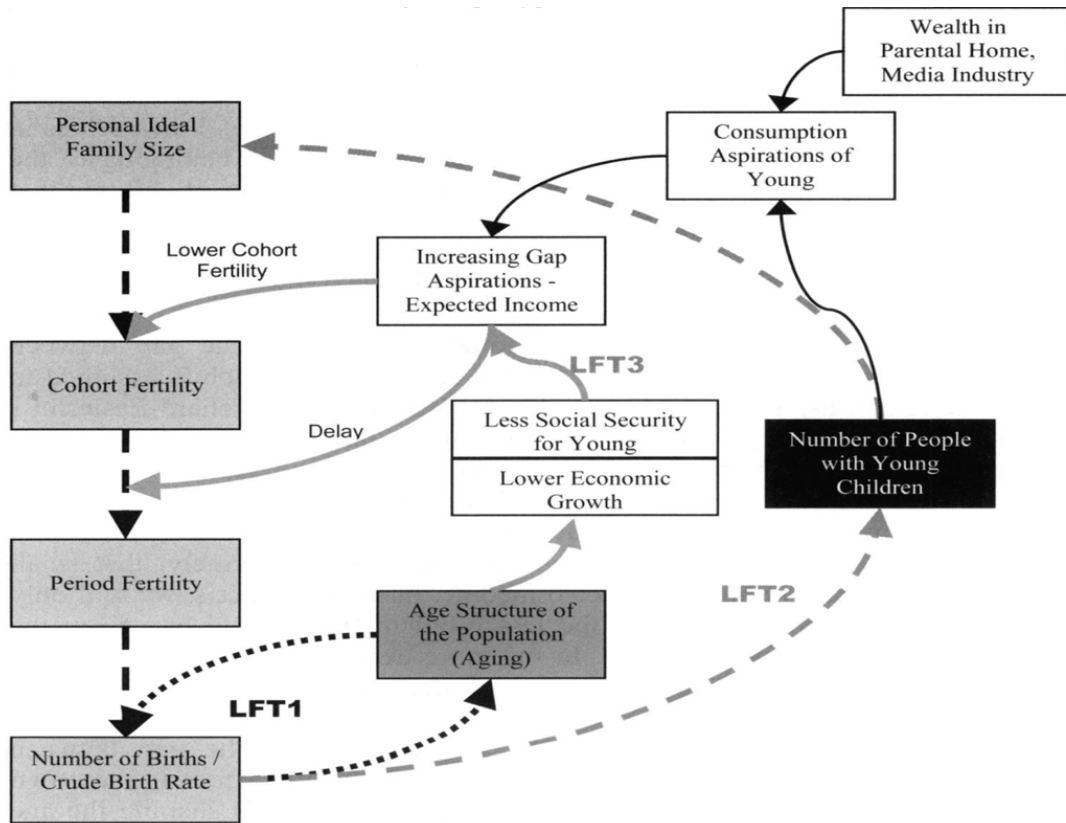 Wealth in
Parental Home,
Media Industry
Personal Ideal
Family Size
Consumption
Aspirations of
Young
Lower Cohort
Fertility
Increasing Gap
Aspirations -
Expected Income
LFT3
Cohort Fertility
Delay
Less Social Security
for Young
Lower Economic
Growth
Number of People
with Young
Children
Period Fertility
Age Structure of
the Population
(Aging)
LFT2
LFT1
Number of Births /
Crude Birth Rate